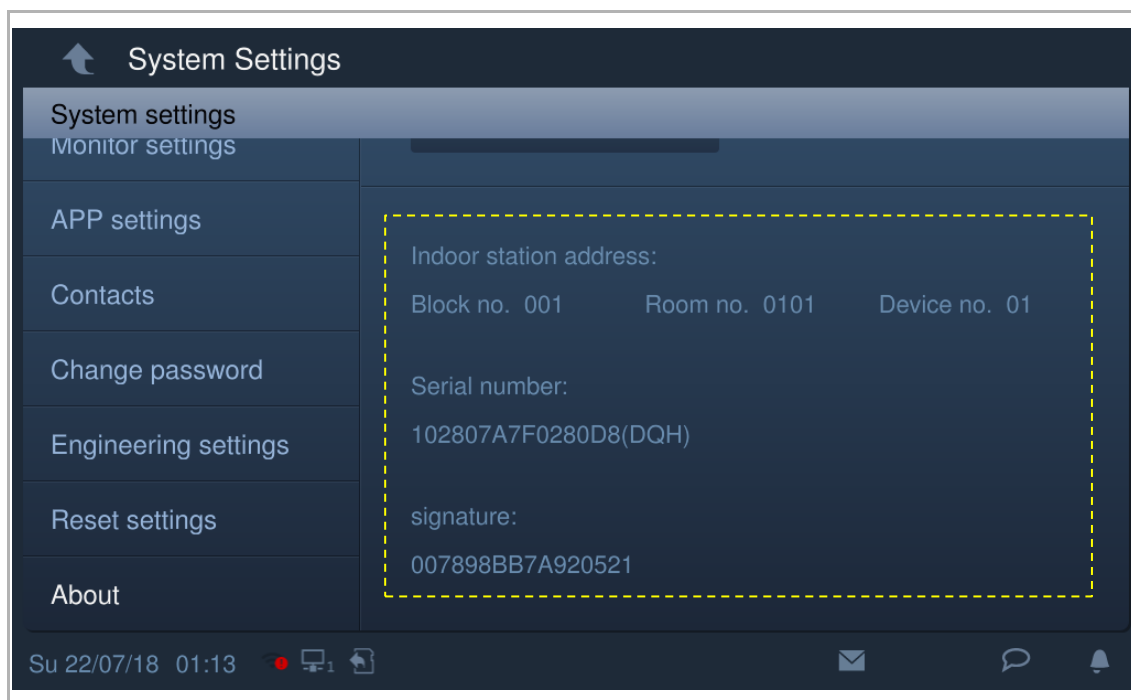 System Settings
System settings
Monitor settings
APP settings
Contacts
Change password
Engineering settings
Reset settings
About
Indoor station address:
Block no. 001 Room no. 0101 Device no. 01
Serial number:
102807A7F0280D8(DQH)
signature:
007898BB7A920521
Su 22/07/18 01:13 1